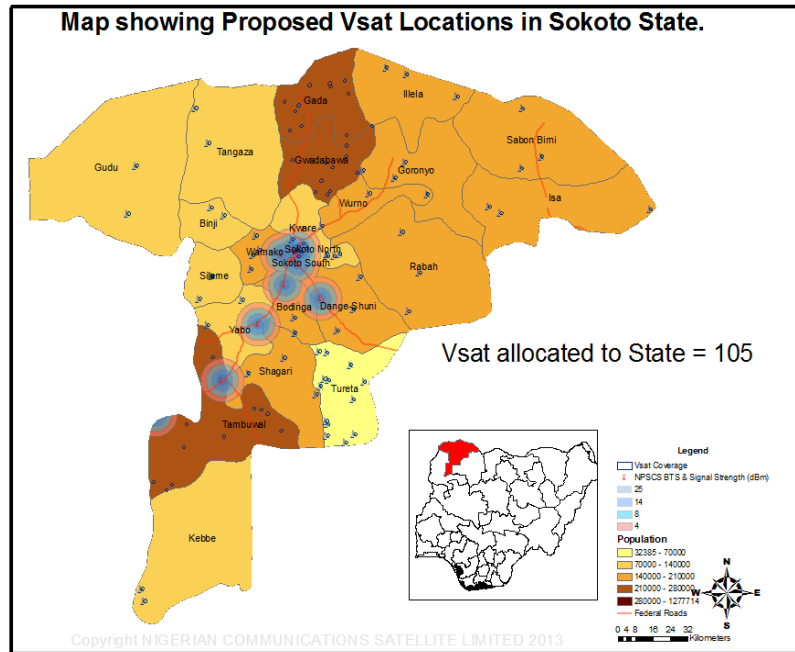 Map showing Proposed Vsat Locations in Sokoto State.
Gada
Illela
Sabon Birni
Tangaza
Gudu
Gwadabawa
Goronyo
Isa
Wurno
Binji
Kware
Wamako
Sokoto North
Sokoto South
Rabah
Silame
Bodinga
Dange-Shuni
Yabo
Vsat allocated to State = 105
Shagari
Tureta
Tambuwal
Kebbe
Legend
Vsat Coverage
NPSCS BTS & Signal Strength (dBm)
25
14
8
4
Population
32385 - 70000
70000 - 140000
140000 - 210000
210000 - 280000
280000 - 1277714
Federal Roads
N
W
E
S
0 4 8 16 24 32
Kilometers
Copyright NIGERIAN COMMUNICATIONS SATELLITE LIMITED 2013